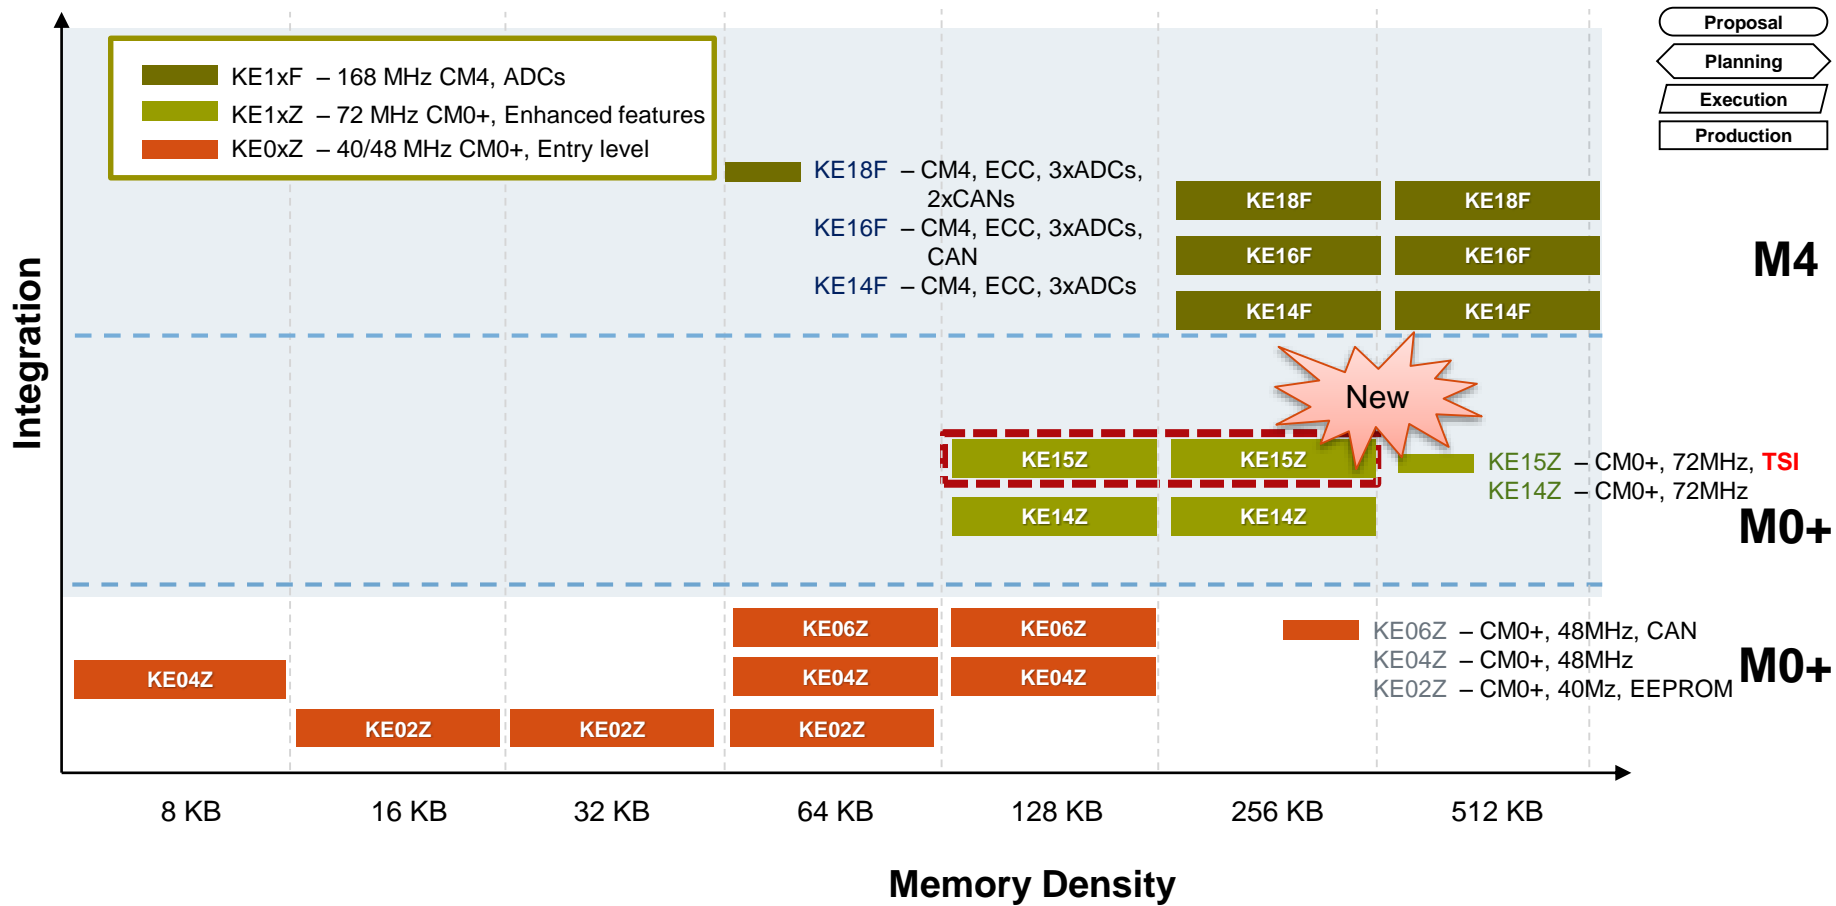 Proposal
Planning
Execution
Production
KE1xF – 168 MHz CM4, ADCs
KE1xZ – 72 MHz CM0+, Enhanced features
KE0xZ – 40/48 MHz CM0+, Entry level
KE18F – CM4, ECC, 3xADCs,
2xCANs
KE16F – CM4, ECC, 3xADCs,
CAN
KE14F – CM4, ECC, 3xADCs
KE18F KE18F
KE16F KE16F
KE14F KE14F
M4
Integration
New
KE15Z KE15Z
KE14Z KE14Z
KE15Z – CM0+, 72MHz, TSI
KE14Z – CM0+, 72MHz
M0+
KE06Z KE06Z
KE04Z KE04Z KE04Z
KE02Z KE02Z KE02Z
KE06Z – CM0+, 48MHz, CAN
KE04Z – CM0+, 48MHz
KE02Z – CM0+, 40Mz, EEPROM
M0+
8 KB 16 KB 32 KB 64 KB 128 KB 256 KB 512 KB
Memory Density